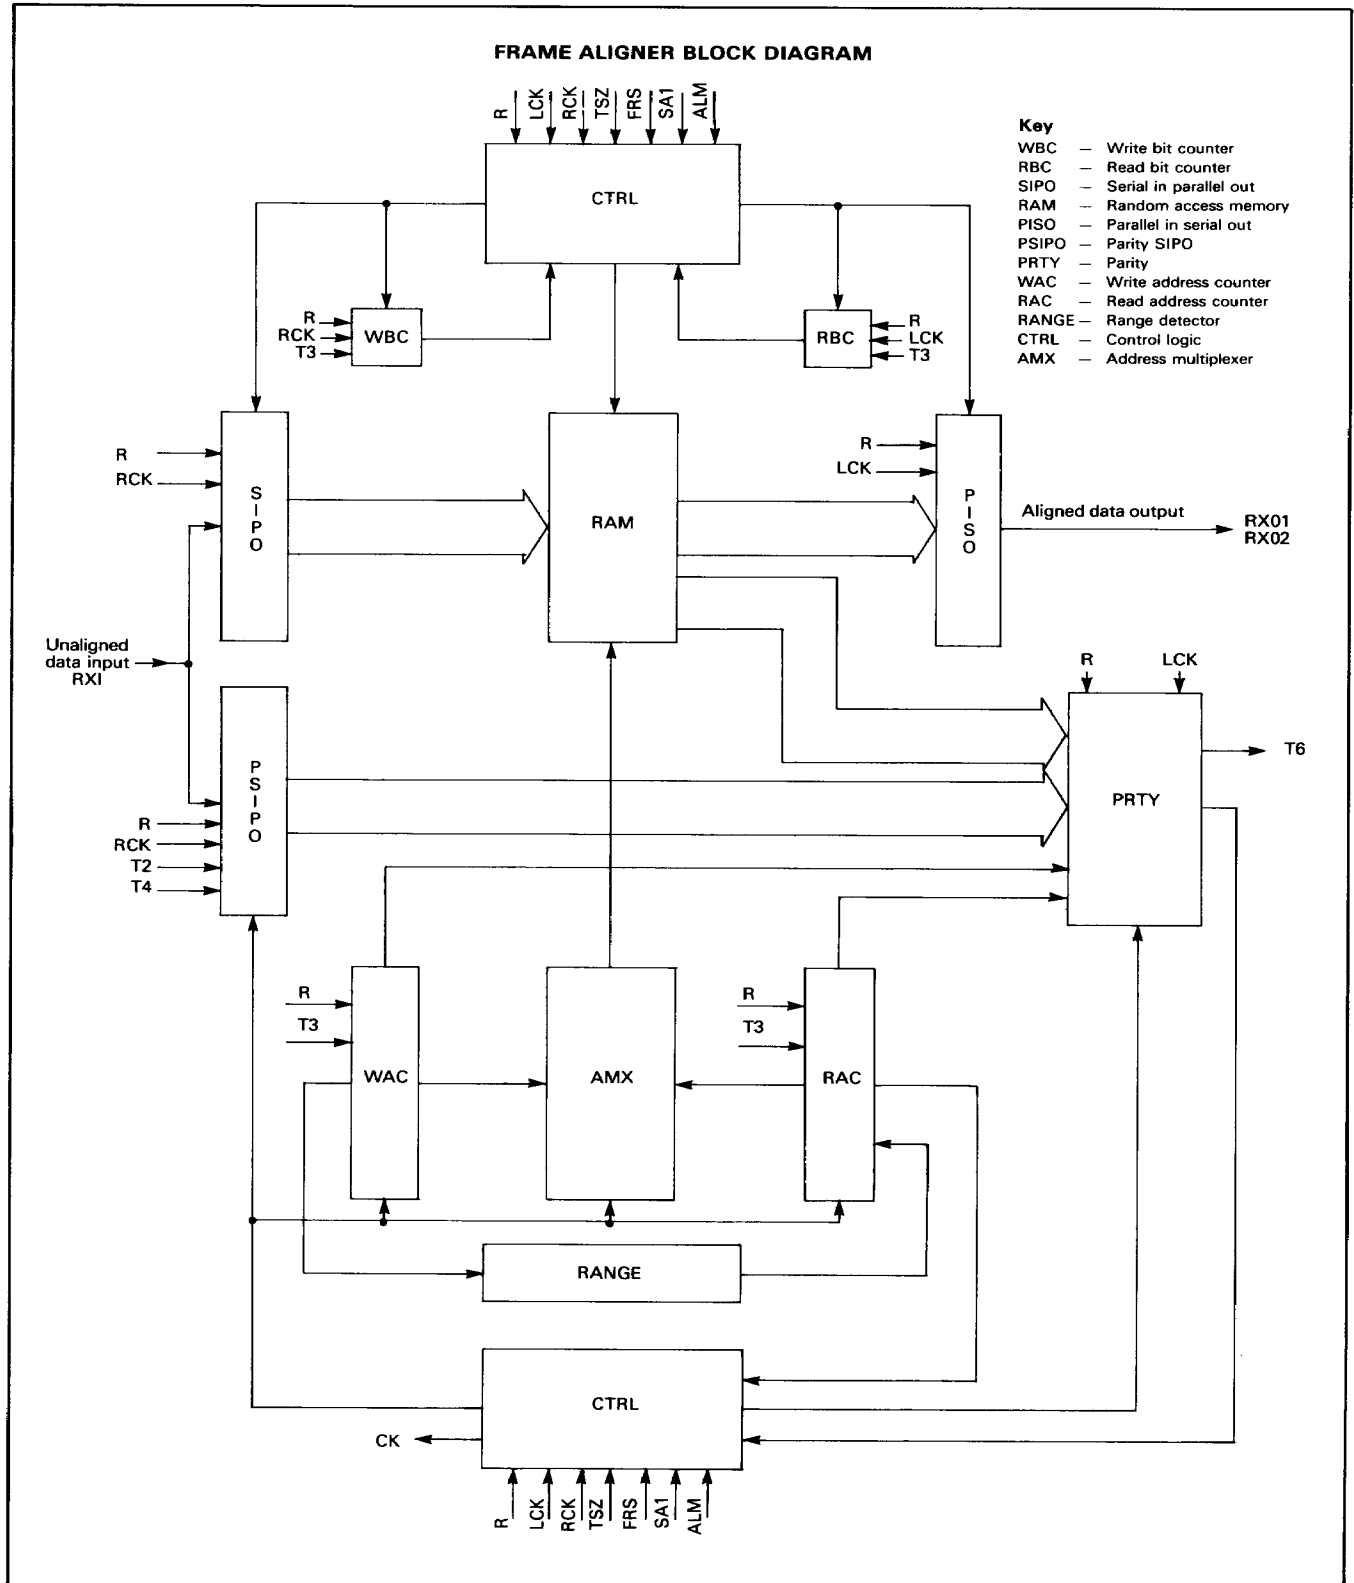 FRAME ALIGNER BLOCK DIAGRAM
R
LCK
RCK
TSZ
FRS
SA1
ALM
CTRL
Key
WBC – Write bit counter
RBC – Read bit counter
SIPO – Serial in parallel out
RAM – Random access memory
PISO – Parallel in serial out
PSIPO – Parity SIPO
PRTY – Parity
WAC – Write address counter
RAC – Read address counter
RANGE – Range detector
CTRL – Control logic
AMX – Address multiplexer
R
RCK
T3
WBC
RBC
R
LCK
T3
R
RCK
SIPO
RAM
R
LCK
PISO
Aligned data output
RX01
RX02
Unaligned
data input
RXI
R
LCK
PSIPO
R
RCK
T2
T4
PRTY
T6
R
T3
WAC
AMX
R
T3
RAC
RANGE
CTRL
CK
R
LCK
RCK
TSZ
FRS
SA1
ALM